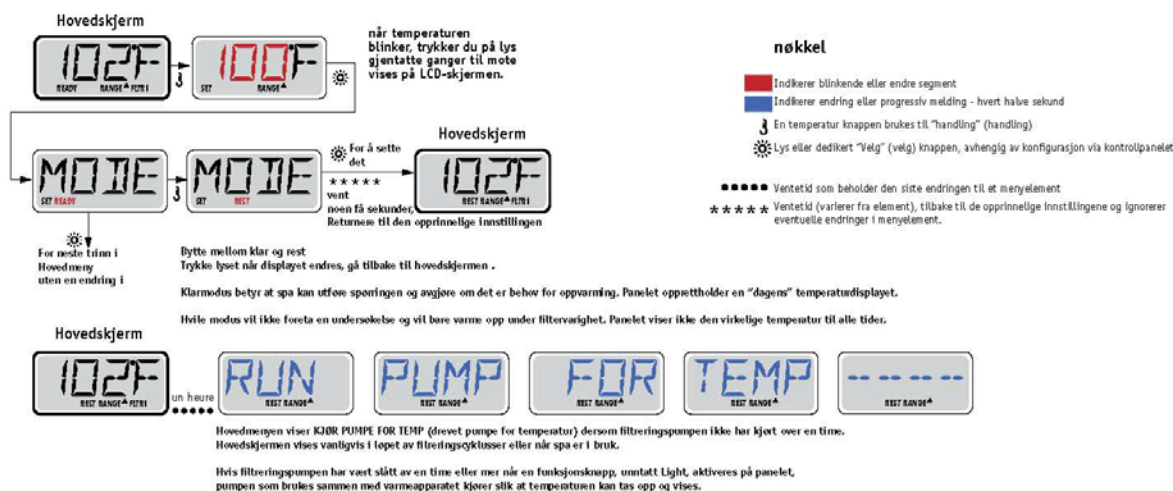 Hovedskjerm
102°F
READY RANGE FLTR1
100°F
SET RANGE
når temperaturen
blinker, trykker du på lys
gjentatte ganger til mote
vises på LCD-skjermen.
nøkkel
Indikerer blinkende eller endre segment
Indikerer endring eller progressiv melding - hvert halve sekund
En temperatur knappen brukes til "handling" (handling)
Lys eller dedikert "Velg" (velg) knappen, avhengig av konfigurasjon via kontrollpanelet
••••• Ventetid som beholder den siste endringen til et menyelement
***** Ventetid (varierer fra element), tilbake til de opprinnelige innstillingene og ignorerer
eventuelle endringer i menyelement.
MODE
SET READY
MODE
SET REST
For å sette
det
*****
vent
noen få sekunder,
Returnere til den opprinnelige innstillingen
Hovedskjerm
102°F
REST RANGE FLTR1
For neste trinn i
Hovedmeny
uten en endring i
Bytte mellom klar og rest
Trykke lyset når displayet endres, gå tilbake til hovedskjermen .
Klarmodus betyr at spa kan utføre spørringen og avgjøre om det er behov for oppvarming. Panelet opprettholder en "dagens" temperaturdisplayet.
Hvile modus vil ikke foreta en undersøkelse og vil bare varme opp under filtervarighet. Panelet viser ikke den virkelige temperatur til alle tider.
Hovedskjerm
102°F
REST RANGE FLTR1
un heure
•••••
RUN
REST RANGE
PUMP
REST RANGE
FOR
REST RANGE
TEMP
REST RANGE
-----
REST RANGE
Hovedmenyen viser KJØR PUMPE FOR TEMP (drevet pumpe for temperatur) dersom filtreringspumpen ikke har kjørt over en time.
Hovedskjermen vises vanligvis i løpet av filreringscyklusser eller når spa er i bruk.
Hvis filtreringspumpen har vært slått av en time eller mer når en funksjonsknapp, unntatt Light, aktiveres på panelet,
pumpen som brukes sammen med varmeapparatet kjører slik at temperaturen kan tas opp og vises.